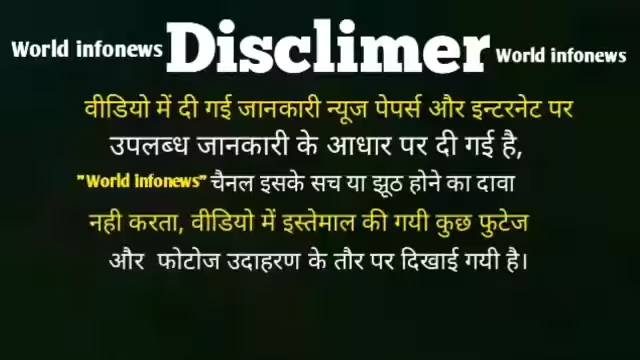 World infonews Disclimer World infonews
वीडियो में दी गई जानकारी न्यूज पेपर्स और इन्टरनेट पर
उपलब्ध जानकारी के आधार पर दी गई है,
"World infonews" चैनल इसके सच या झूठ होने का दावा
नही करता, वीडियो में इस्तेमाल की गयी कुछ फुटेज
और फोटोज उदाहरण के तौर पर दिखाई गयी है।